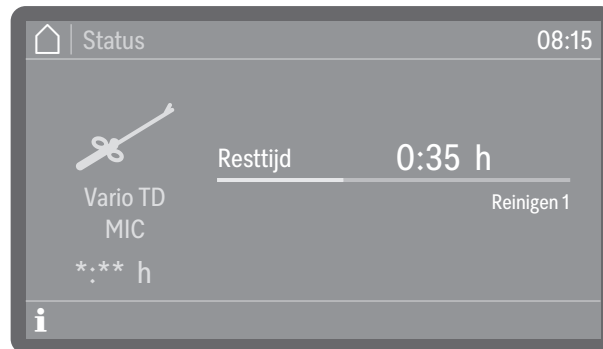 Status
08:15
Resttijd
0:35 h
Reinigen 1
Vario TD
MIC
*:** h
i